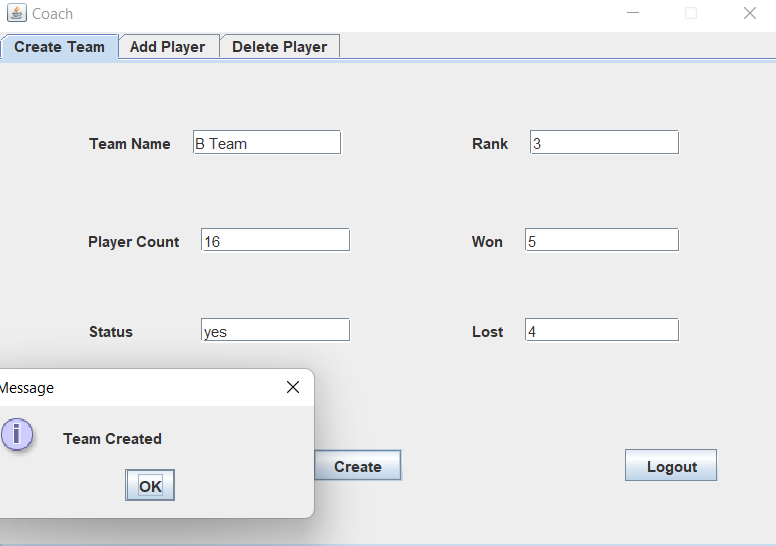 Coach
Create Team Add Player Delete Player
Team Name B Team Rank 3
Player Count 16 Won 5
Status yes Lost 4
Message
i Team Created
OK
Create Logout